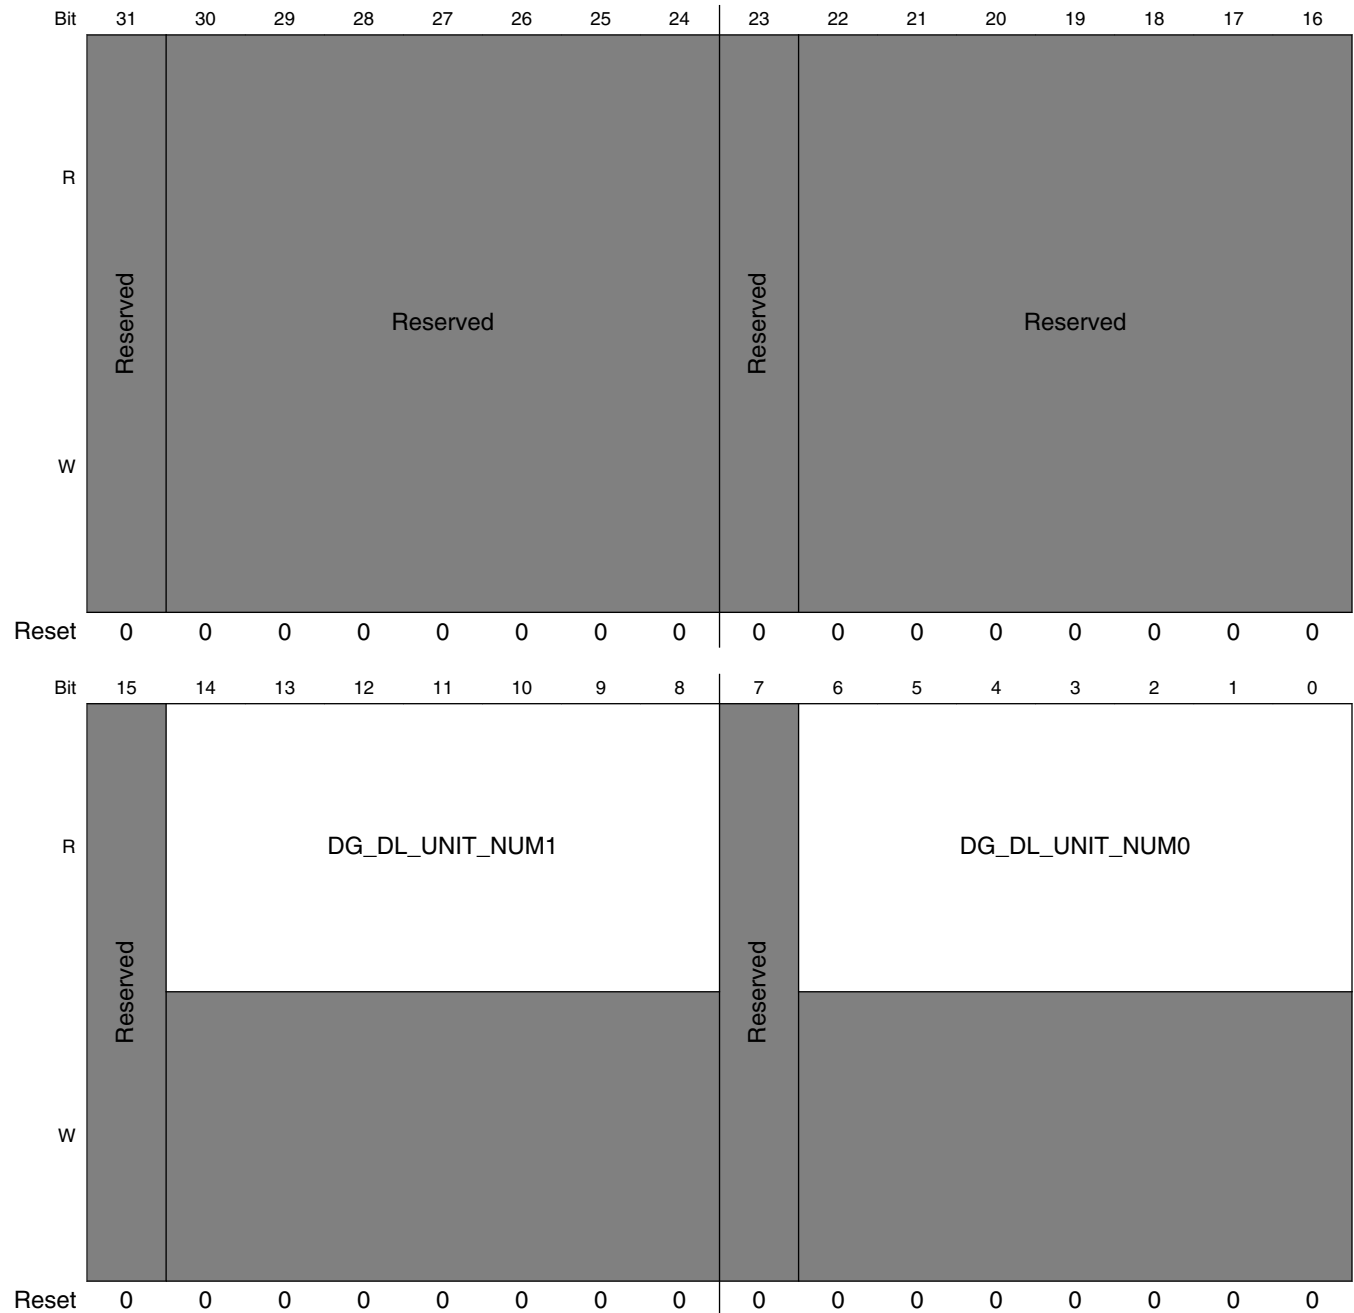 Bit 31 30 29 28 27 26 25 24 23 22 21 20 19 18 17 16
R
Reserved Reserved Reserved Reserved
W
Reset 0 0 0 0 0 0 0 0 0 0 0 0 0 0 0 0
Bit 15 14 13 12 11 10 9 8 7 6 5 4 3 2 1 0
R DG_DL_UNIT_NUM1 DG_DL_UNIT_NUM0
Reserved Reserved
W
Reset 0 0 0 0 0 0 0 0 0 0 0 0 0 0 0 0